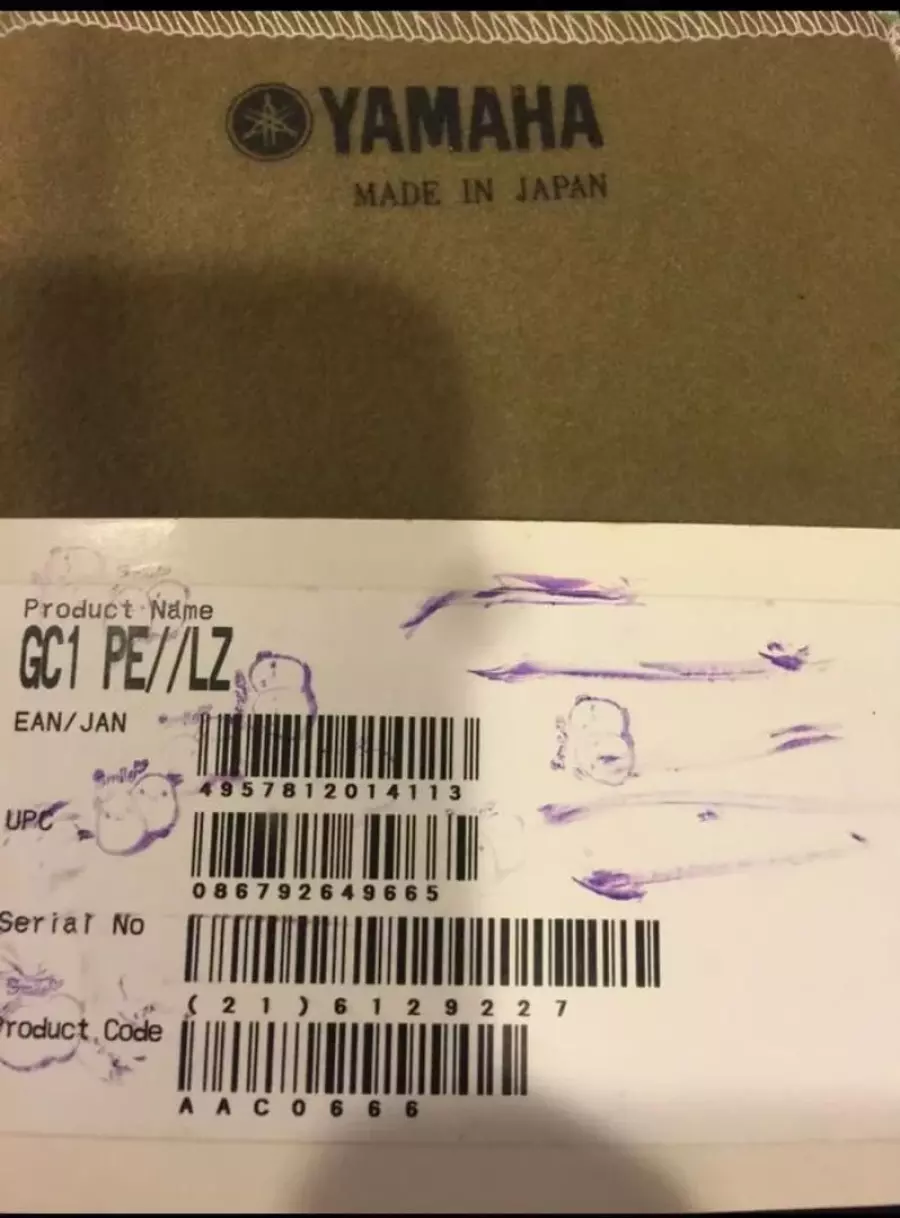 YAMAHA
MADE IN JAPAN
Product Name
GC1 PE//LZ
EAN/JAN
4957812014113
UPC
086792649665
Serial No
(21)6129227
Product Code
AAC0666